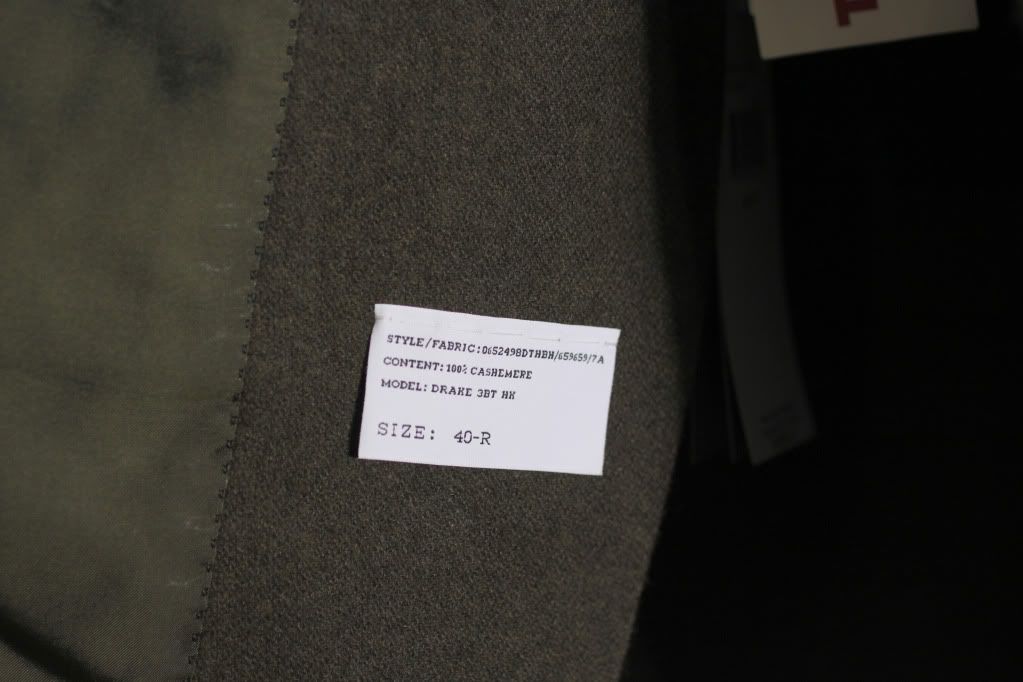 STYLE/FABRIC:0652498DTHBH/659659/7A
CONTENT:100% CASHEMERE
MODEL: DRAKE 3BT HK
SIZE: 40-R